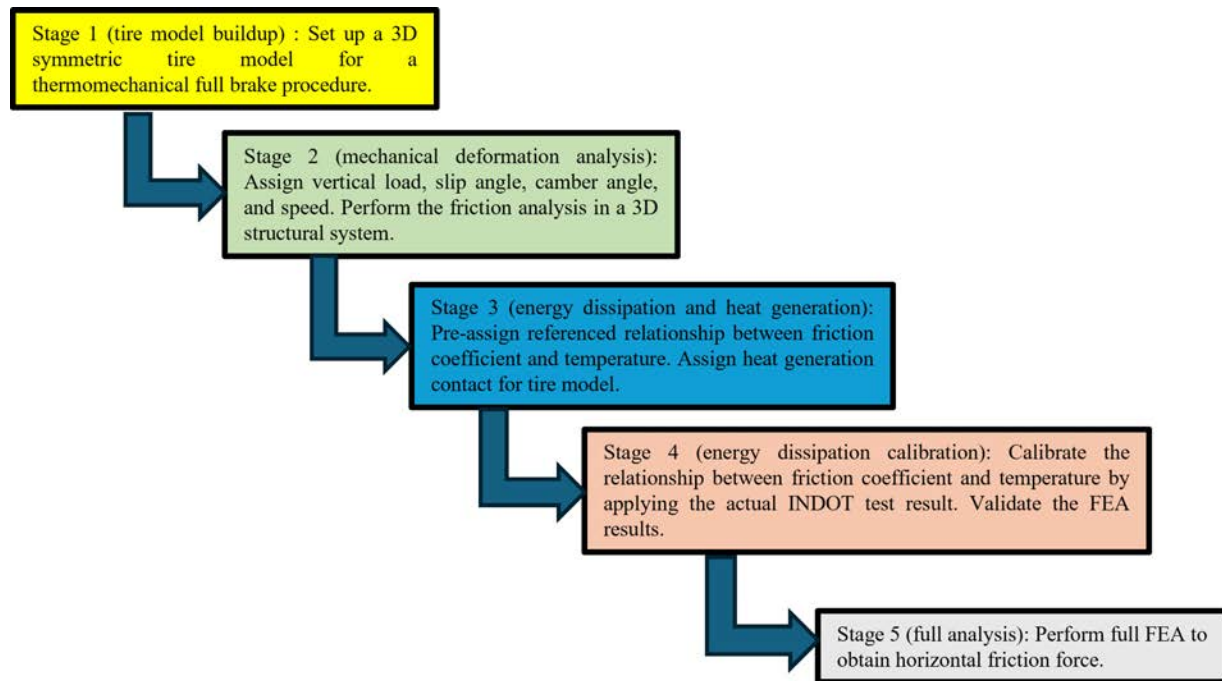 Stage 1 (tire model buildup) : Set up a 3D
symmetric tire model for a
thermomechanical full brake procedure.
Stage 2 (mechanical deformation analysis):
Assign vertical load, slip angle, camber angle,
and speed. Perform the friction analysis in a 3D
structural system.
Stage 3 (energy dissipation and heat generation):
Pre-assign referenced relationship between friction
coefficient and temperature. Assign heat generation
contact for tire model.
Stage 4 (energy dissipation calibration): Calibrate the
relationship between friction coefficient and temperature by
applying the actual INDOT test result. Validate the FEA
results.
Stage 5 (full analysis): Perform full FEA to
obtain horizontal friction force.